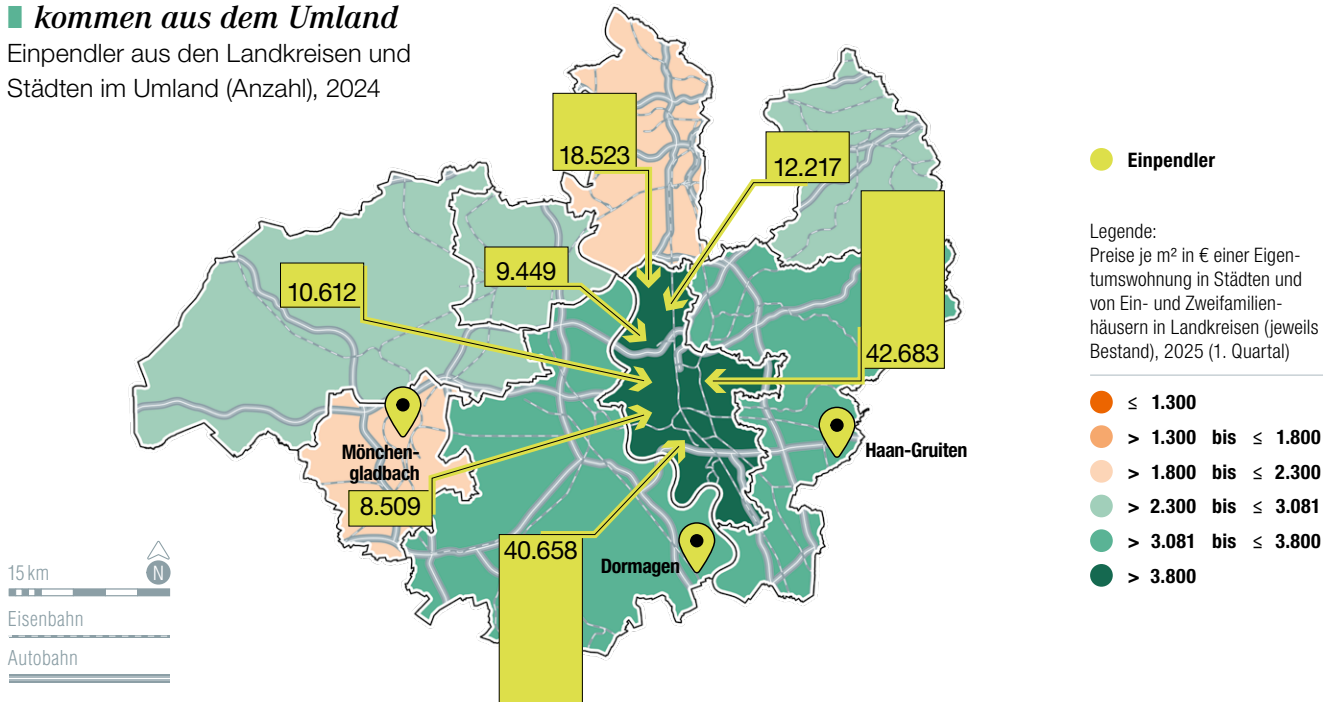 kommen aus dem Umland
Einpendler aus den Landkreisen und
Städten im Umland (Anzahl), 2024
18.523
12.217
42.683
9.449
10.612
Mönchen-
gladbach
8.509
40.658
Dormagen
Haan-Gruiten
15 km
N
Eisenbahn
Autobahn
Einpendler
Legende:
Preise je m² in € einer Eigen-
tumswohnung in Städten und
von Ein- und Zweifamilien-
häusern in Landkreisen (jeweils
Bestand), 2025 (1. Quartal)
≤ 1.300
> 1.300 bis ≤ 1.800
> 1.800 bis ≤ 2.300
> 2.300 bis ≤ 3.081
> 3.081 bis ≤ 3.800
> 3.800